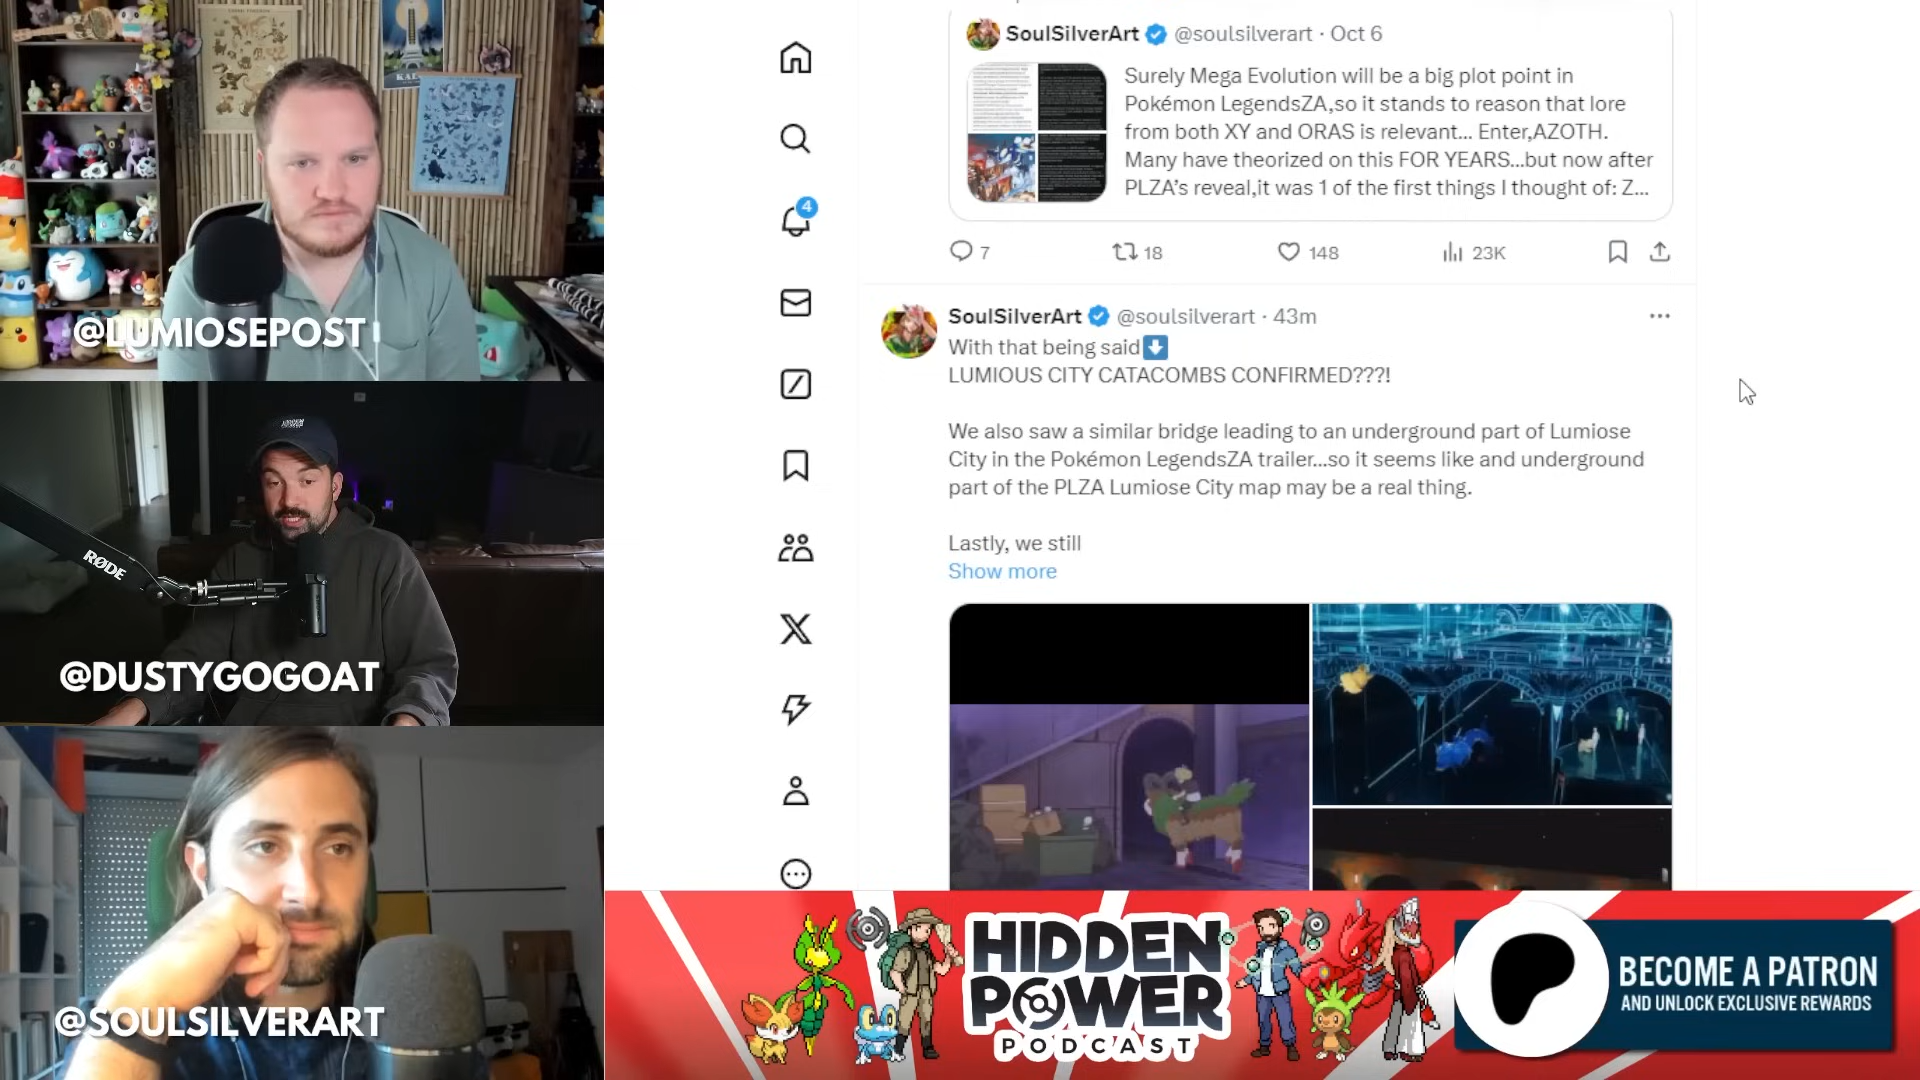 SoulSilverArt @soulsilverart · Oct 6
Surely Mega Evolution will be a big plot point in
Pokémon LegendsZA,so it stands to reason that lore
from both XY and ORAS is relevant... Enter,AZOTH.
Many have theorized on this FOR YEARS...but now after
PLZA's reveal,it was 1 of the first things I thought of: Z...
7
18
148
23K
4
SoulSilverArt @soulsilverart · 43m
With that being said
LUMIOUS CITY CATACOMBS CONFIRMED???!
We also saw a similar bridge leading to an underground part of Lumiose
City in the Pokémon LegendsZA trailer...so it seems like and underground
part of the PLZA Lumiose City map may be a real thing.
Lastly, we still
Show more
@LUMIOSEPOST
RØDE
@DUSTYGOGOAT
@SOULSILVERART
HIDDEN
POWER
PODCAST
BECOME A PATRON
AND UNLOCK EXCLUSIVE REWARDS